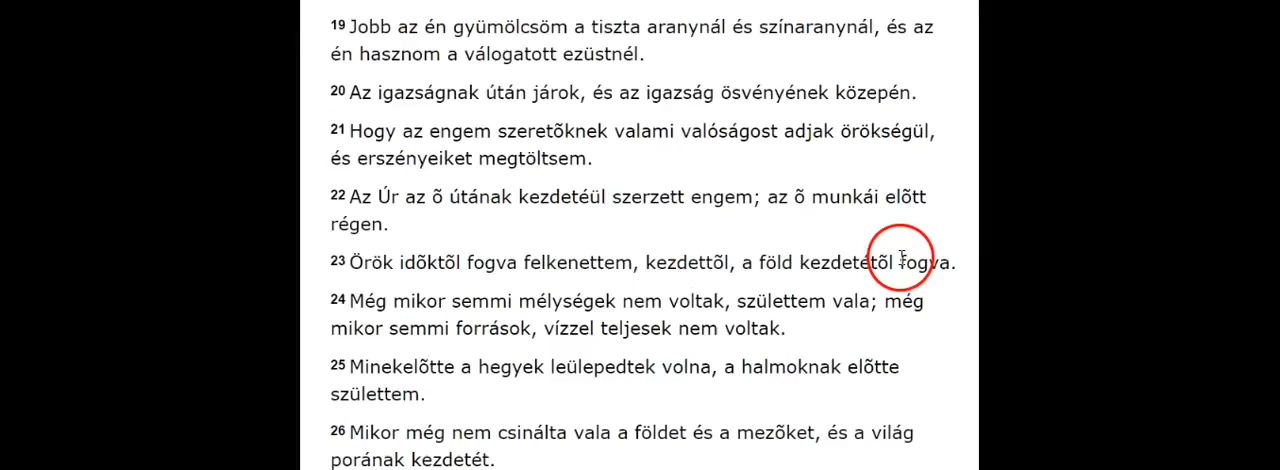 19 Jobb az én gyümölcsöm a tiszta aranynál és színaranynál, és az
én hasznom a válogatott ezüstnél.
20 Az igazságnak útán járok, és az igazság ösvényének közepén.
21 Hogy az engem szeretõknek valami valóságost adjak örökségül,
és erszényeiket megtöltsem.
22 Az Úr az õ útának kezdetéül szerzett engem; az õ munkái elõtt
régen.
23 Örök idõktõl fogva felkenettem, kezdettõl, a föld kezdetétõl fogva.
24 Még mikor semmi mélységek nem voltak, születtem vala; még
mikor semmi források, vízzel teljesek nem voltak.
25 Minekelõtte a hegyek leülepedtek volna, a halmoknak elõtte
születtem.
26 Mikor még nem csinálta vala a földet és a mezõket, és a világ
porának kezdetét.